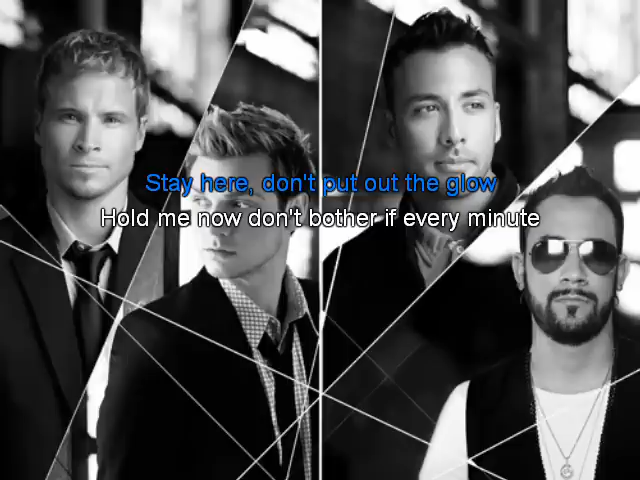 Stay here, don't put out the glow
Hold me now don't bother if every minute